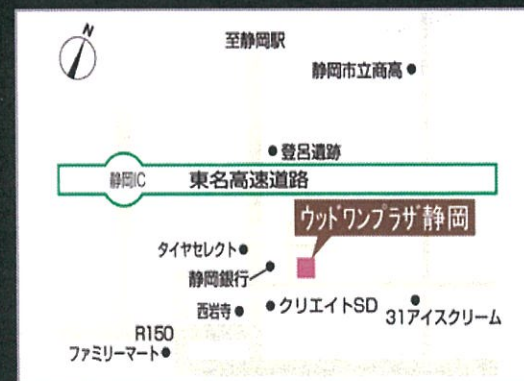 N
至静岡駅
静岡市立商高
登呂遺跡
静岡IC
東名高速道路
ウッドワンプラザ静岡
タイヤセレクト
静岡銀行
西岩寺
クリエイトSD
31アイスクリーム
R150
ファミリーマート